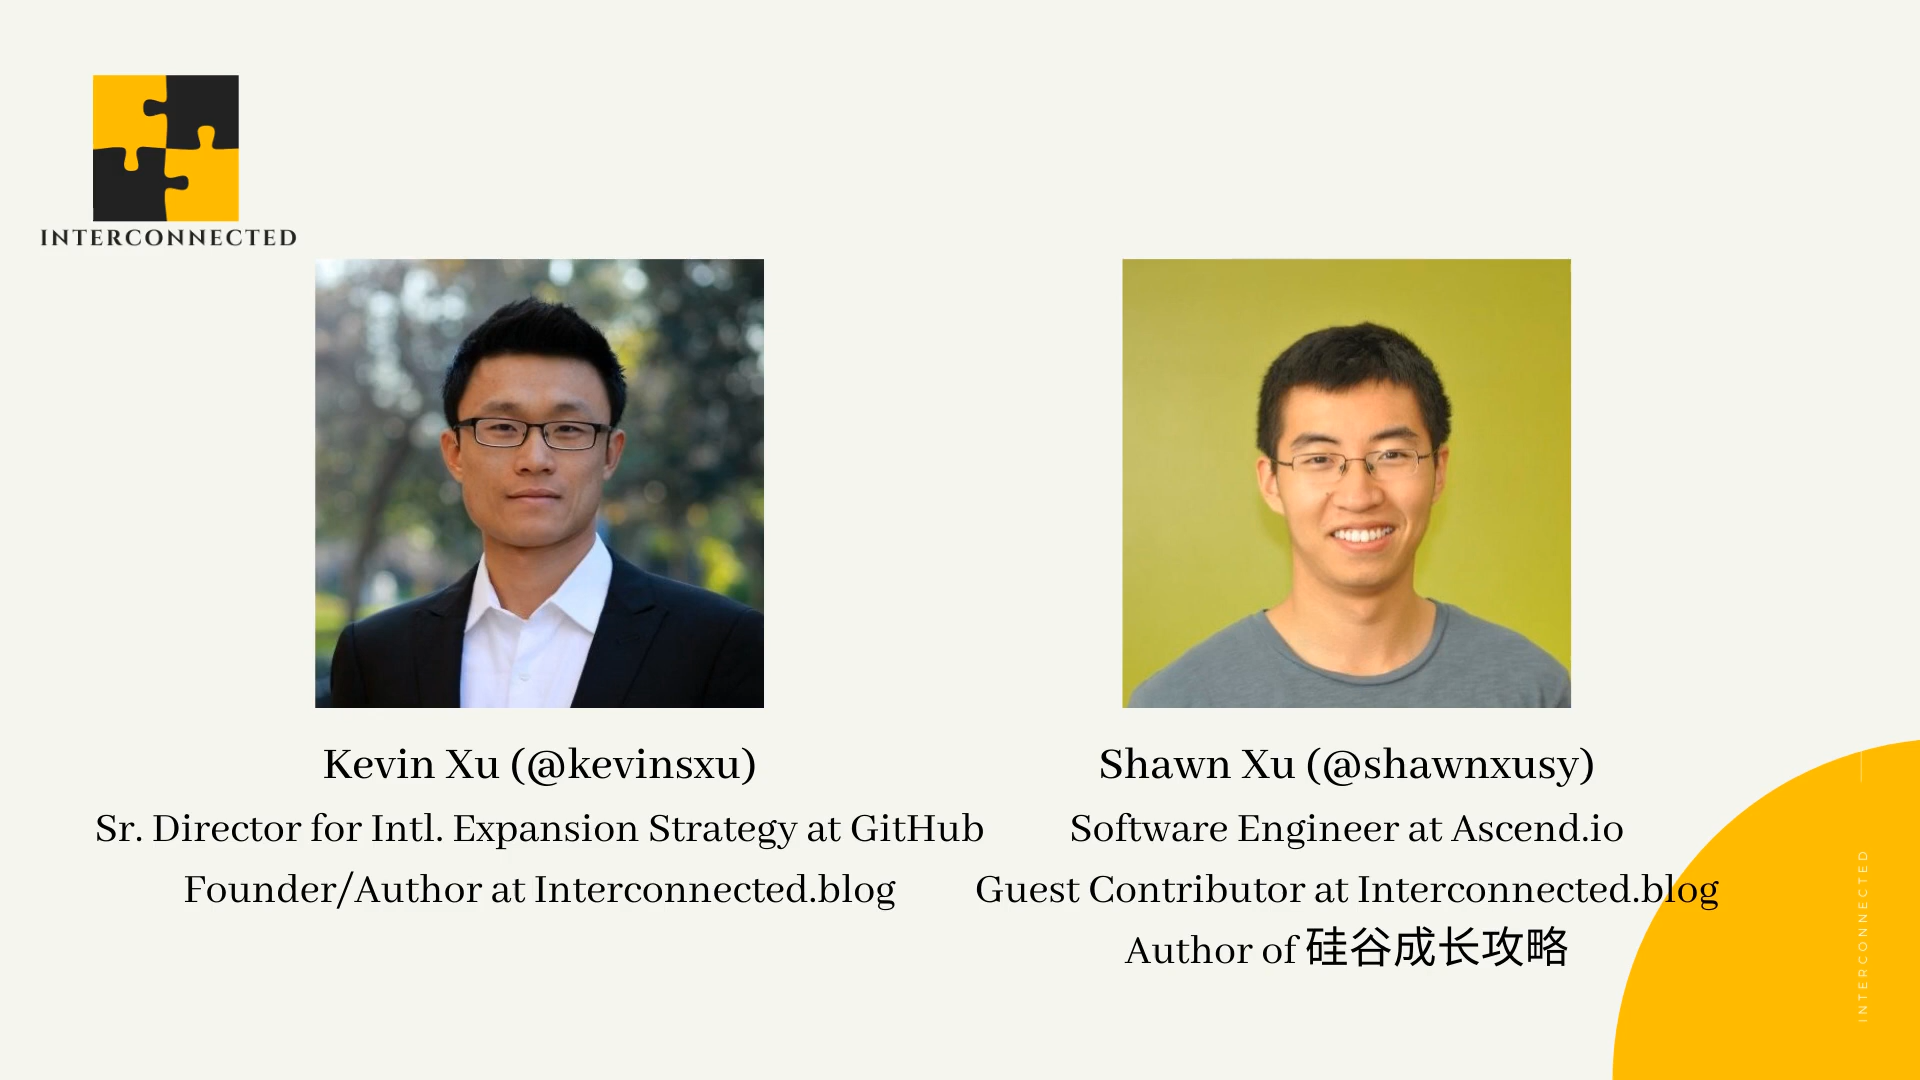 INTERCONNECTED
Kevin Xu (@kevinsxu)
Sr. Director for Intl. Expansion Strategy at GitHub
Founder/Author at Interconnected.blog
Shawn Xu (@shawnxusy)
Software Engineer at Ascend.io
Guest Contributor at Interconnected.blog
Author of 硅谷成长攻略
INTERCONNECTED